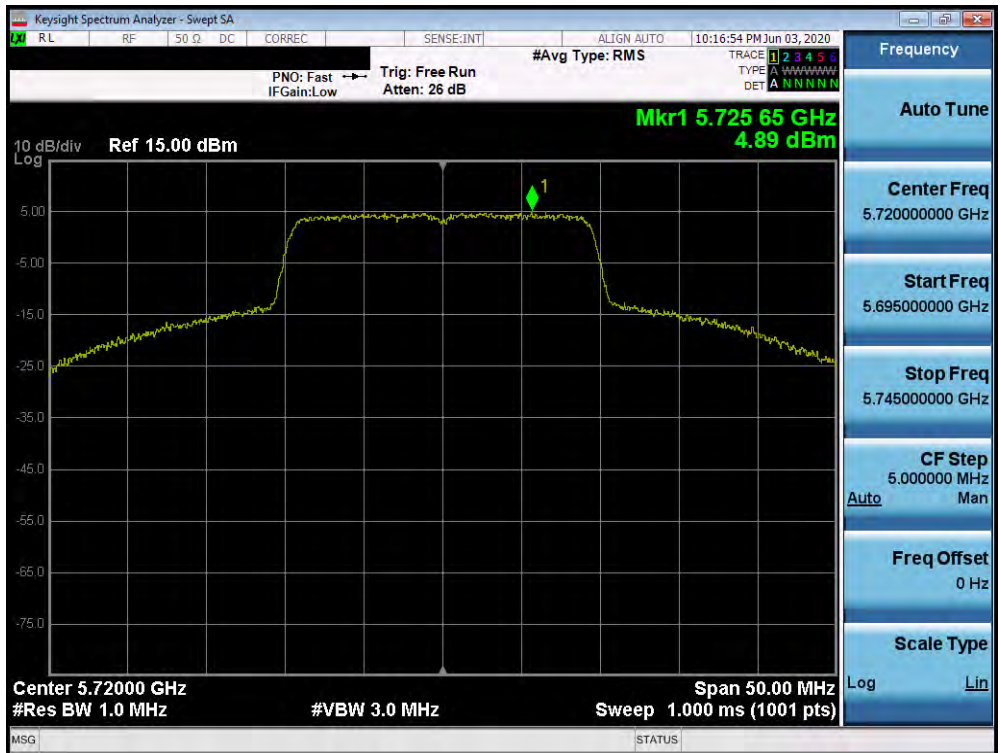 Keysight Spectrum Analyzer - Swept SA
LXI RL RF 50 Ω DC CORREC SENSE:INT ALIGN AUTO 10:16:54 PM Jun 03, 2020
#Avg Type: RMS TRACE 1 2 3 4 5 6
PNO: Fast Trig: Free Run TYPE A WWWWW
IFGain:Low Atten: 26 dB DET A N N N N N
Mkr1 5.725 65 GHz
4.89 dBm
10 dB/div Ref 15.00 dBm
Log
1
5.00
-5.00
-15.0
-25.0
-35.0
-45.0
-55.0
-65.0
-75.0
Center 5.72000 GHz Span 50.00 MHz
#Res BW 1.0 MHz #VBW 3.0 MHz Sweep 1.000 ms (1001 pts)
MSG STATUS
Frequency
Auto Tune
Center Freq
5.720000000 GHz
Start Freq
5.695000000 GHz
Stop Freq
5.745000000 GHz
CF Step
5.000000 MHz
Auto Man
Freq Offset
0 Hz
Scale Type
Log Lin